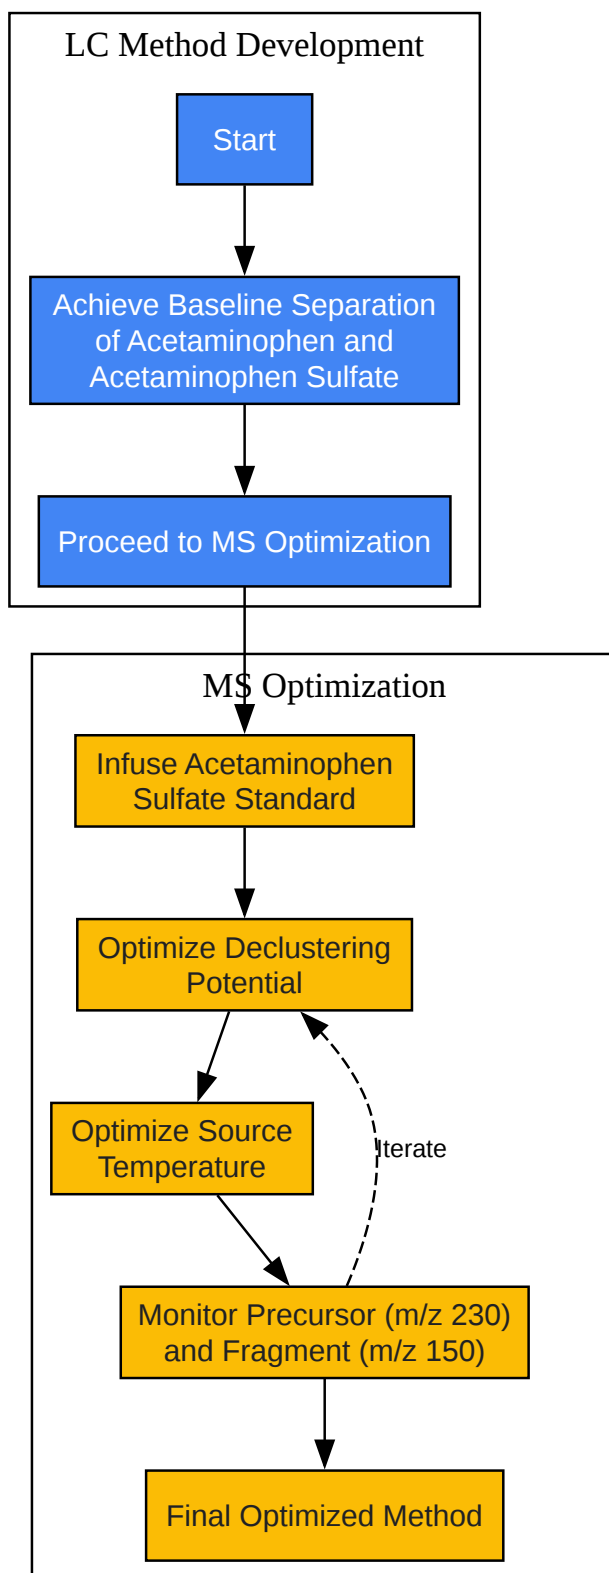 LC Method Development
Start
Achieve Baseline Separation
of Acetaminophen and
Acetaminophen Sulfate
Proceed to MS Optimization
MS Optimization
Infuse Acetaminophen
Sulfate Standard
Optimize Declustering
Potential
Optimize Source
Temperature
Iterate
Monitor Precursor (m/z 230)
and Fragment (m/z 150)
Final Optimized Method